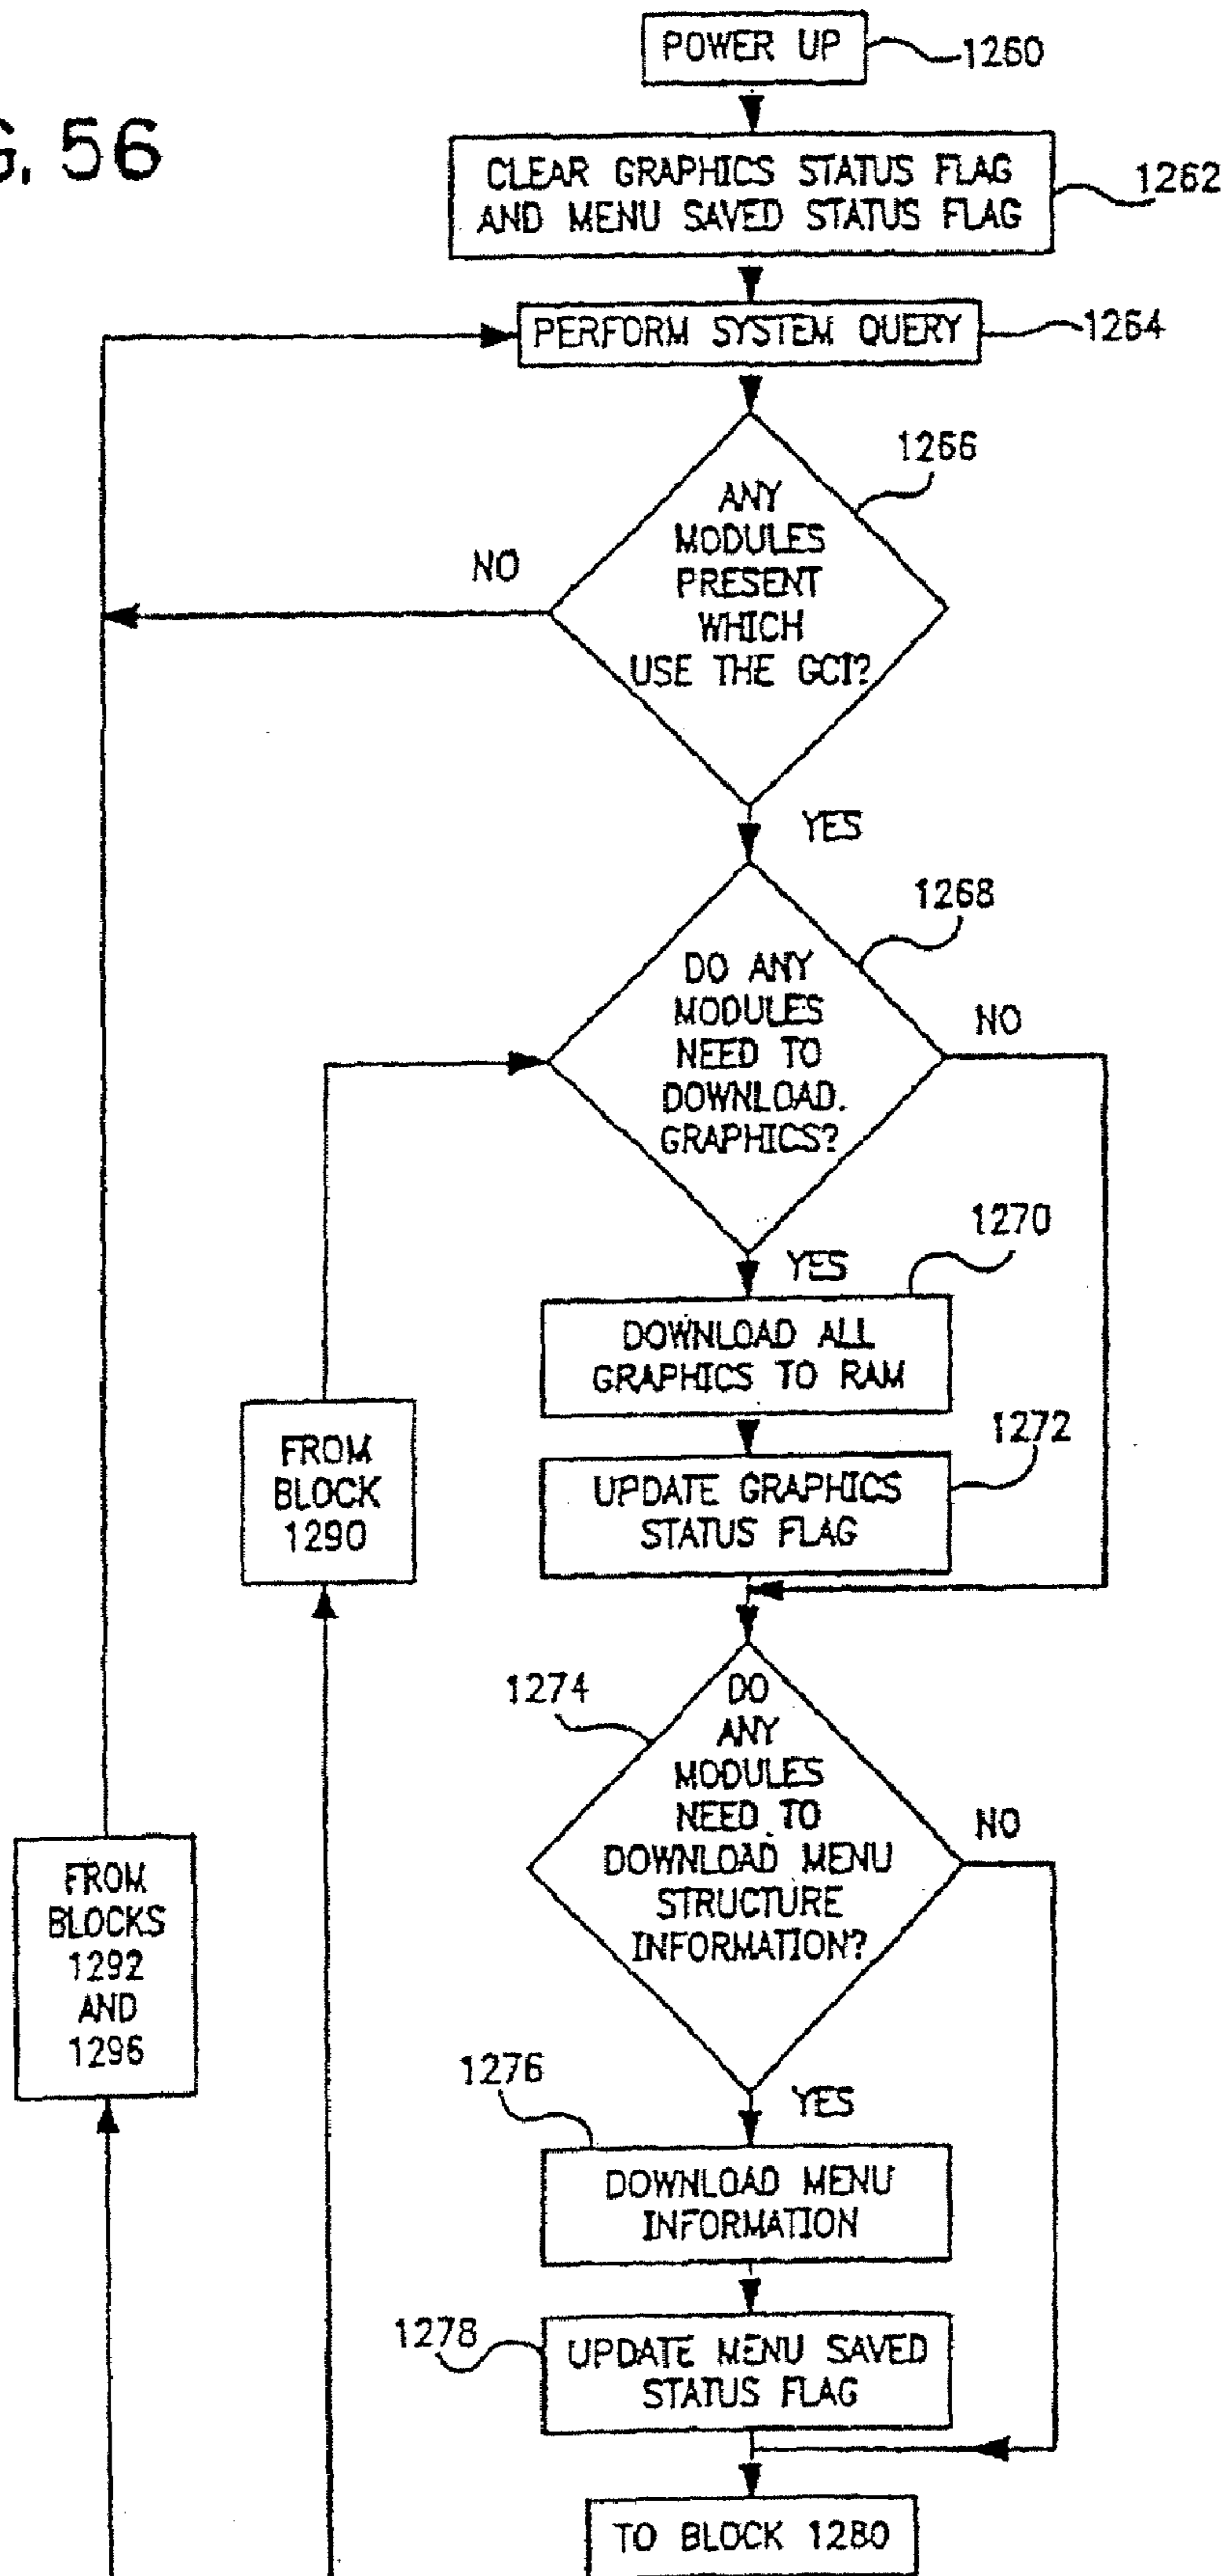 G. 56
POWER UP
1260
CLEAR GRAPHICS STATUS FLAG
AND MENU SAVED STATUS FLAG
1262
PERFORM SYSTEM QUERY
1264
1266
ANY
MODULES
PRESENT
WHICH
USE THE GCI?
NO
YES
1268
DO ANY
MODULES
NEED TO
DOWNLOAD.
GRAPHICS?
NO
YES
1270
DOWNLOAD ALL
GRAPHICS TO RAM
1272
UPDATE GRAPHICS
STATUS FLAG
FROM
BLOCK
1290
1274
DO
ANY
MODULES
NEED TO
DOWNLOAD MENU
STRUCTURE
INFORMATION?
NO
YES
FROM
BLOCKS
1292
AND
1296
1276
DOWNLOAD MENU
INFORMATION
1278
UPDATE MENU SAVED
STATUS FLAG
TO BLOCK 1280